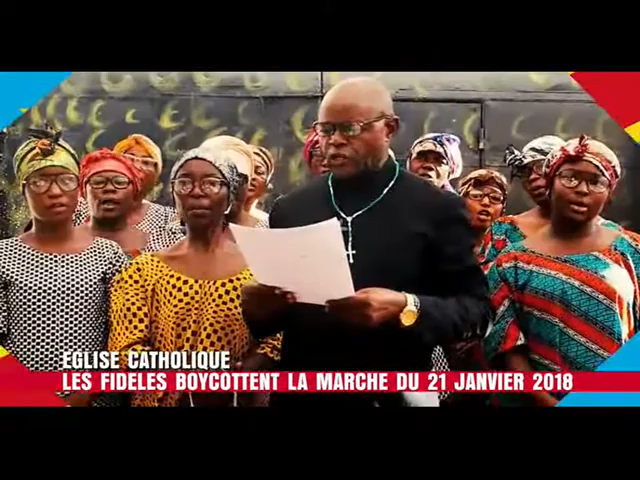 EGLISE CATHOLIQUE
LES FIDELES BOYCOTTENT LA MARCHE DU 21 JANVIER 2018